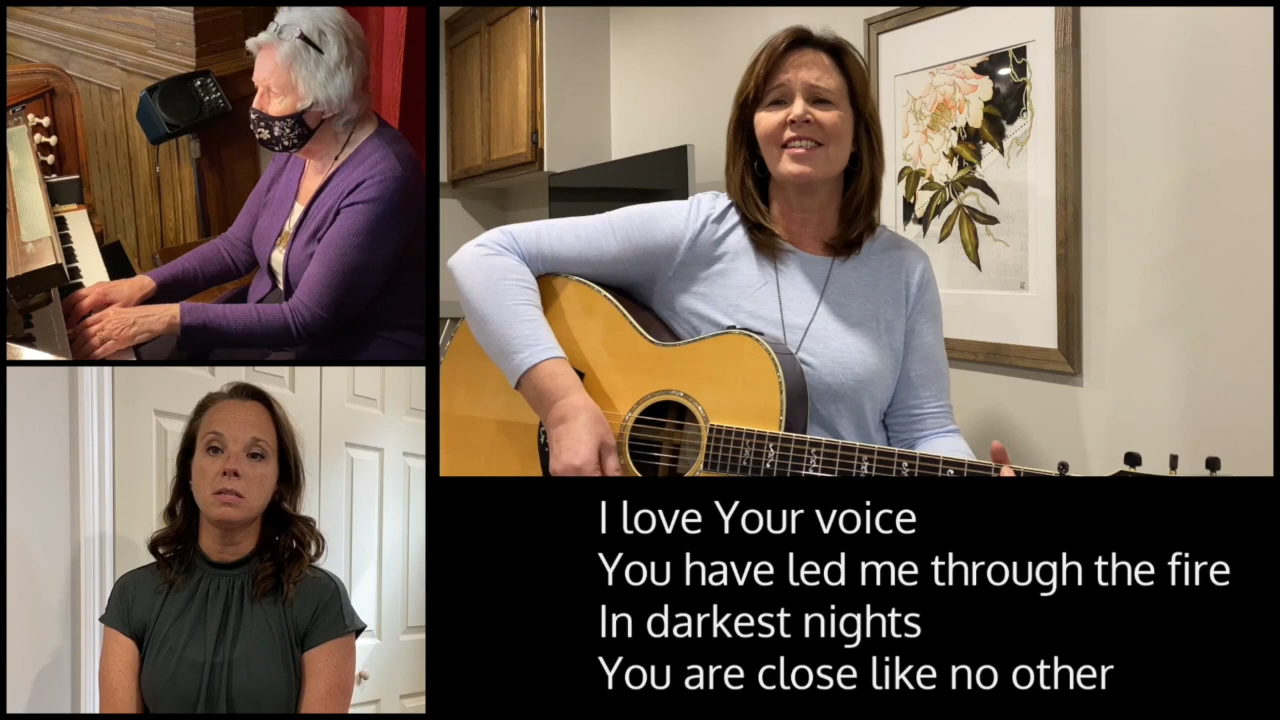 I love Your voice
You have led me through the fire
In darkest nights
You are close like no other